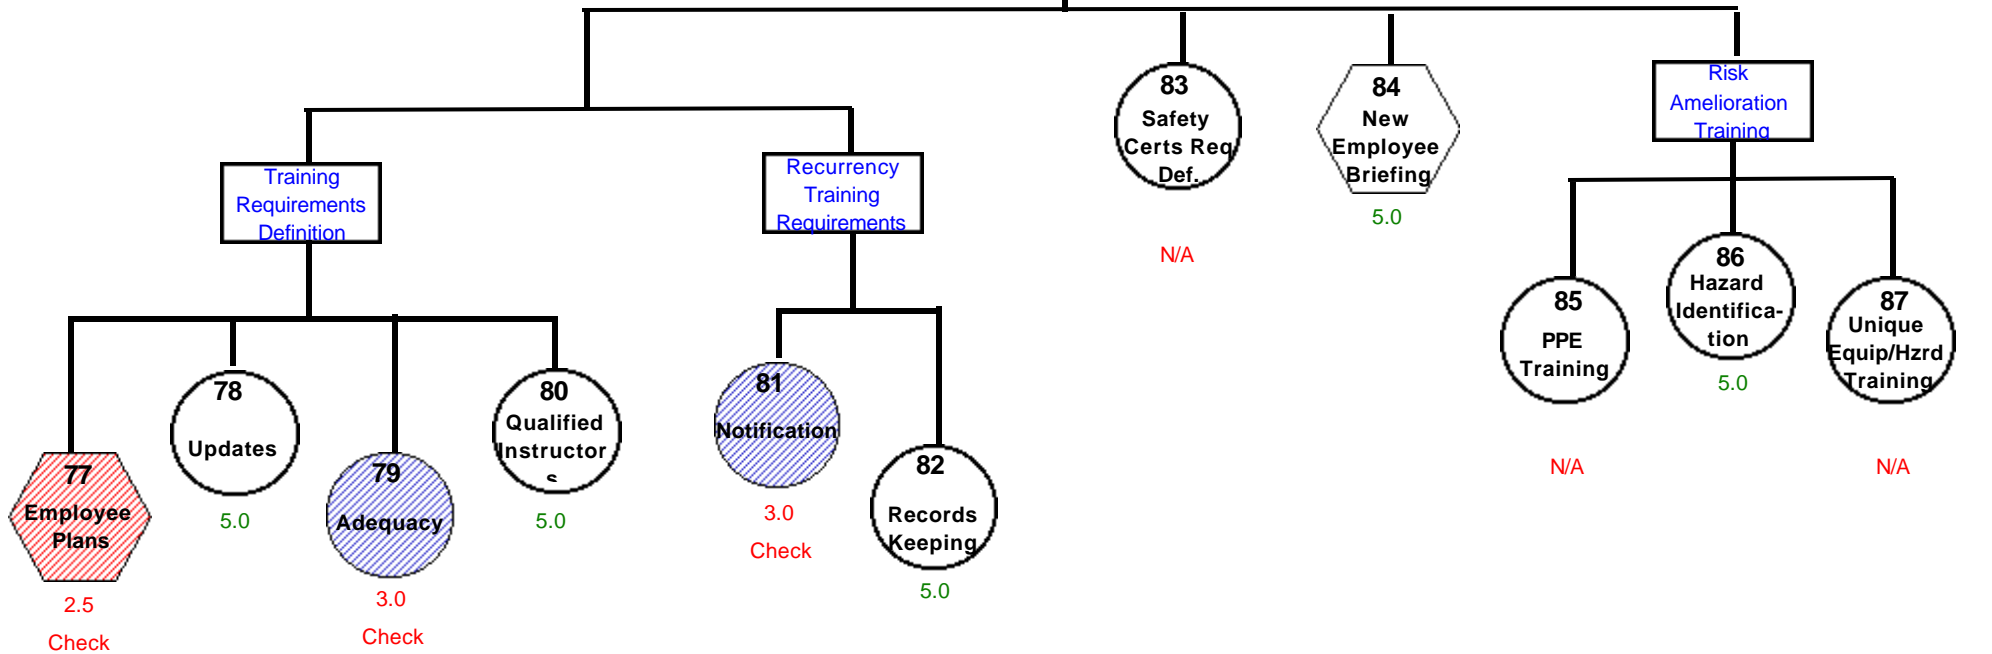 83
Safety
Certs Req
Def.
N/A
84
New
Employee
Briefing
5.0
Risk
Amelioration
Training
Training
Requirements
Definition
Recurrency
Training
Requirements
77
Employee
Plans
2.5
Check
78
Updates
5.0
79
Adequacy
3.0
Check
80
Qualified
Instructor
s
5.0
81
Notification
3.0
Check
82
Records
Keeping
5.0
85
PPE
Training
N/A
86
Hazard
Identifica-
tion
5.0
87
Unique
Equip/Hzrd
Training
N/A